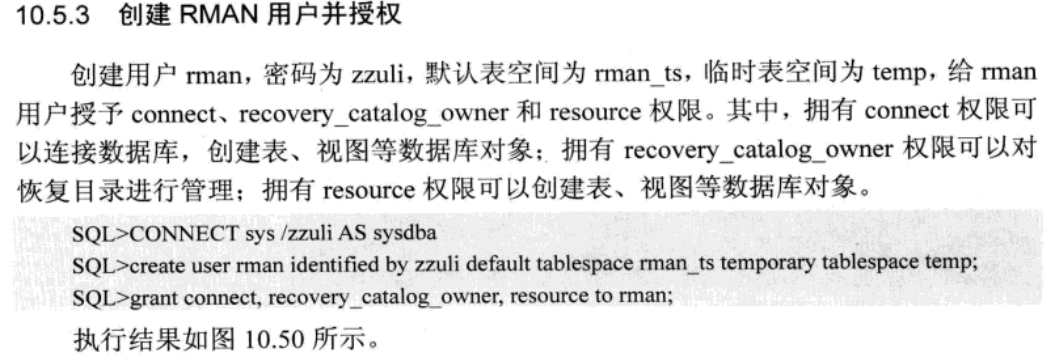 10.5.3 创建 RMAN 用户并授权
创建用户 rman，密码为 zzuli，默认表空间为 rman_ts，临时表空间为 temp，给 rman
用户授予 connect、recovery_catalog_owner 和 resource 权限。其中，拥有 connect 权限可
以连接数据库，创建表、视图等数据库对象；拥有 recovery_catalog_owner 权限可以对
恢复目录进行管理；拥有 resource 权限可以创建表、视图等数据库对象。
SQL>CONNECT sys /zzuli AS sysdba
SQL>create user rman identified by zzuli default tablespace rman_ts temporary tablespace temp;
SQL>grant connect, recovery_catalog_owner, resource to rman;
执行结果如图 10.50 所示。